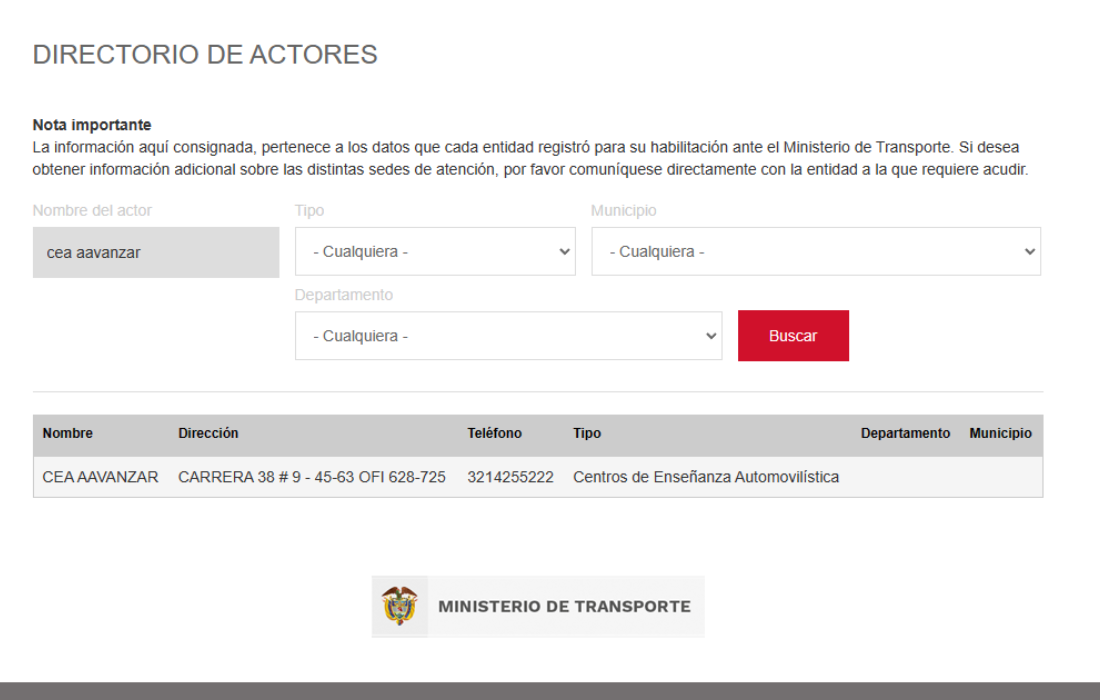 DIRECTORIO DE ACTORES
Nota importante
La información aquí consignada, pertenece a los datos que cada entidad registró para su habilitación ante el Ministerio de Transporte. Si desea
obtener información adicional sobre las distintas sedes de atención, por favor comuníquese directamente con la entidad a la que requiere acudir.
Nombre del actor Tipo Municipio
cea aavanzar - Cualquiera - - Cualquiera -
Departamento
- Cualquiera - Buscar
Nombre Dirección Teléfono Tipo Departamento Municipio
CEA AAVANZAR CARRERA 38 # 9 - 45-63 OFI 628-725 3214255222 Centros de Enseñanza Automovilística
MINISTERIO DE TRANSPORTE